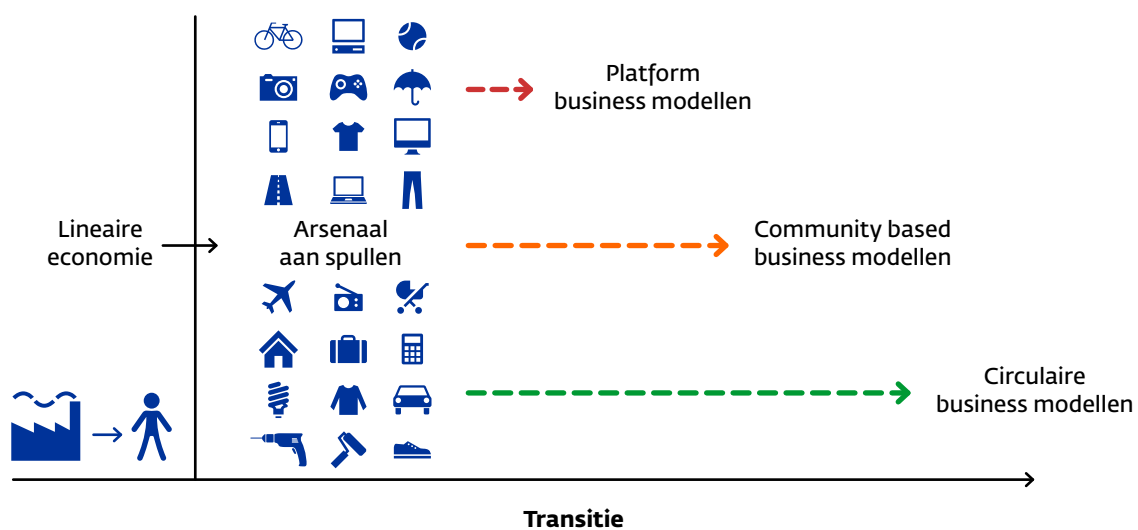 Platform
business modellen
Lineaire
economie
Arsenaal
aan spullen
Community based
business modellen
Circulaire
business modellen
Transitie